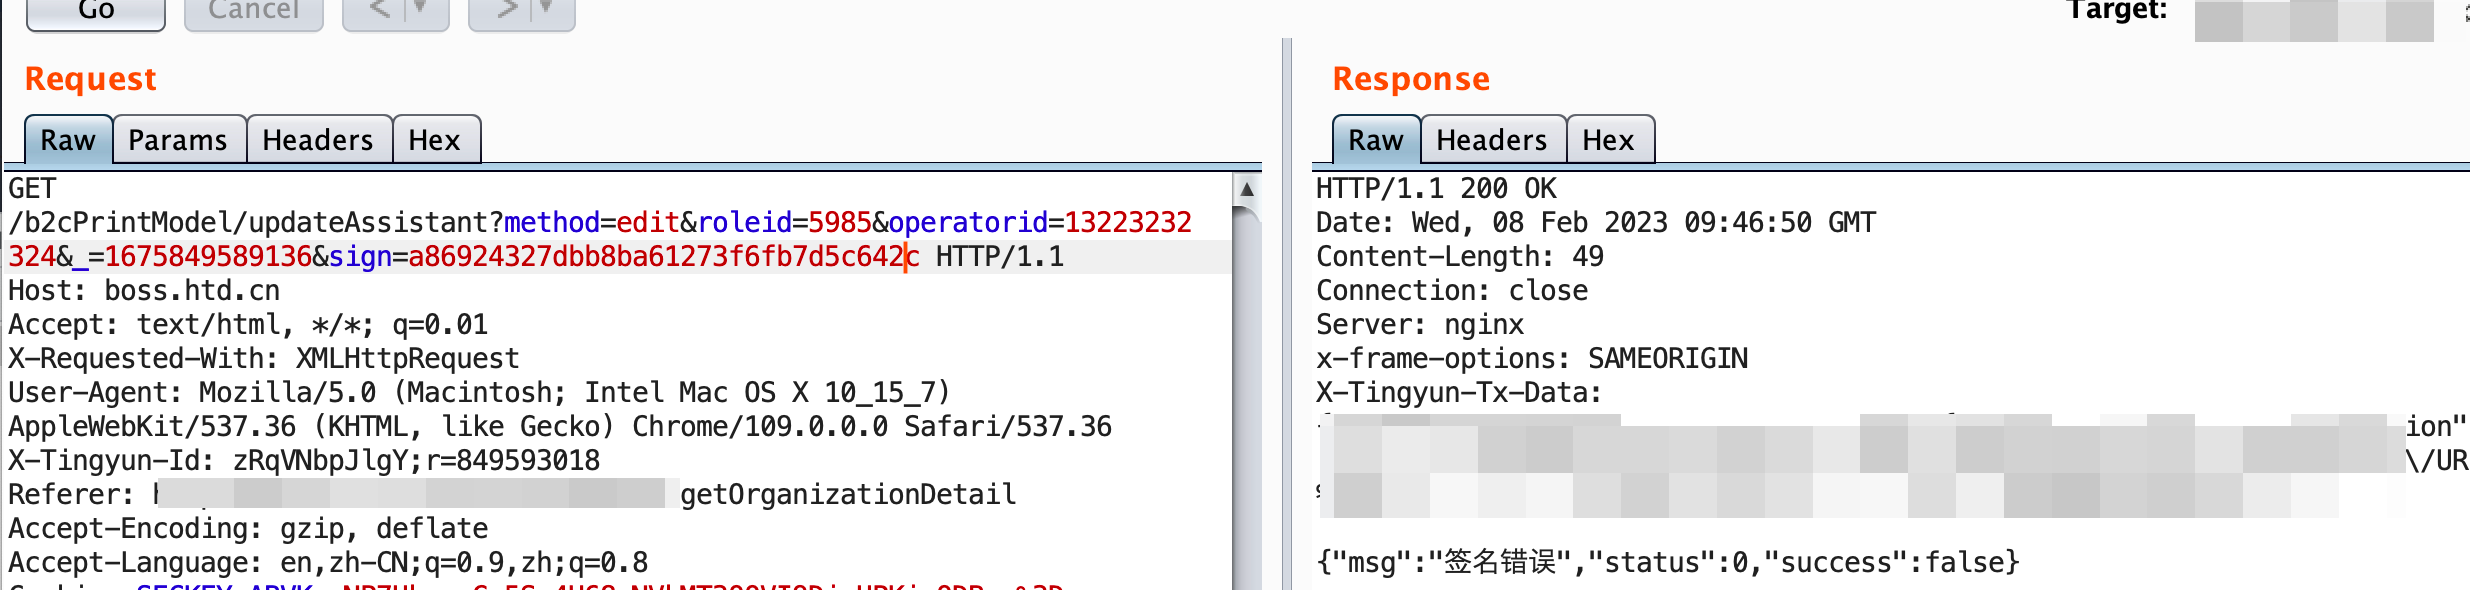 Go
Cancel
<
>
Target:
Request
Raw
Params
Headers
Hex
GET
/b2cPrintModel/updateAssistant?method=edit&roleid=5985&operatorid=13223232
324&_=1675849589136&sign=a86924327dbb8ba61273f6fb7d5c642c HTTP/1.1
Host: boss.htd.cn
Accept: text/html, */*; q=0.01
X-Requested-With: XMLHttpRequest
User-Agent: Mozilla/5.0 (Macintosh; Intel Mac OS X 10_15_7)
AppleWebKit/537.36 (KHTML, like Gecko) Chrome/109.0.0.0 Safari/537.36
X-Tingyun-Id: zRqVNbpJlgY;r=849593018
Referer: getOrganizationDetail
Accept-Encoding: gzip, deflate
Accept-Language: en,zh-CN;q=0.9,zh;q=0.8
Response
Raw
Headers
Hex
HTTP/1.1 200 OK
Date: Wed, 08 Feb 2023 09:46:50 GMT
Content-Length: 49
Connection: close
Server: nginx
x-frame-options: SAMEORIGIN
X-Tingyun-Tx-Data:
ion"
\/UR
{"msg":"签名错误","status":0,"success":false}